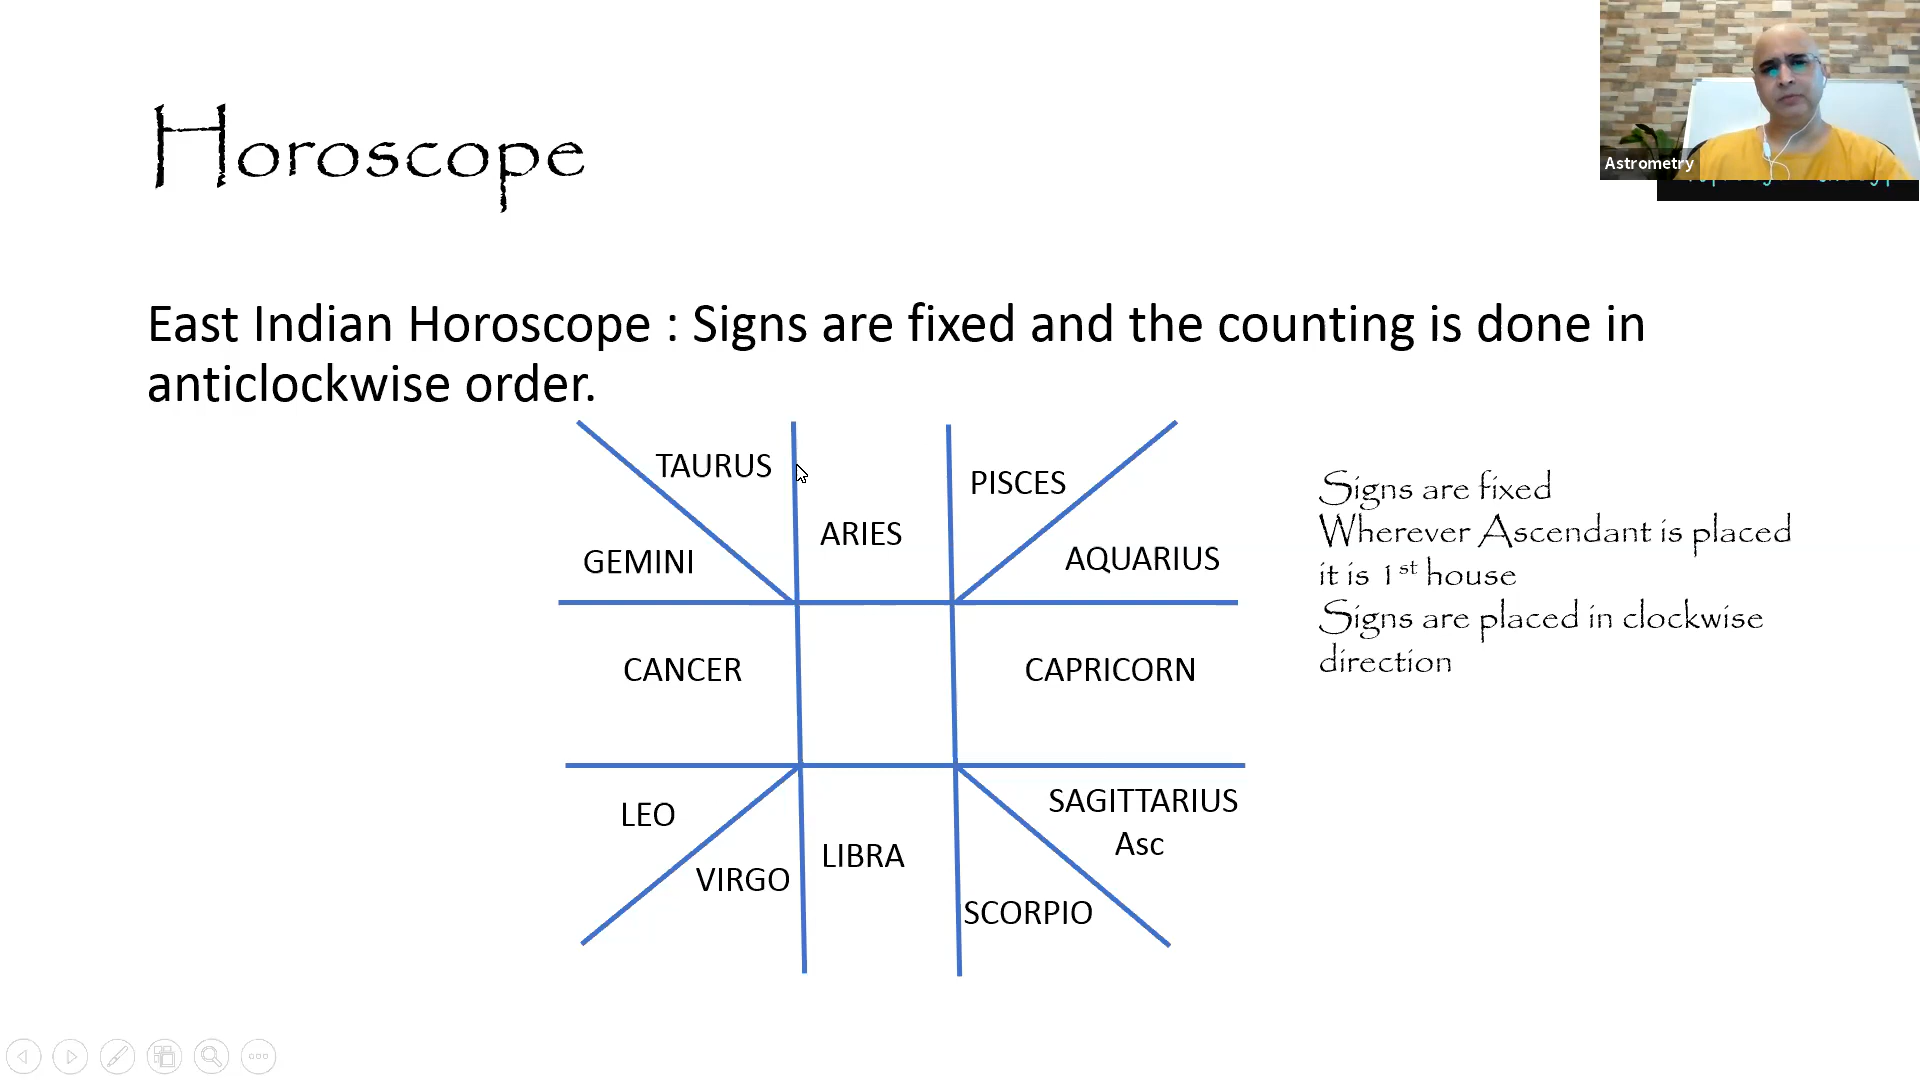 Horoscope
Astrometry
East Indian Horoscope : Signs are fixed and the counting is done in
anticlockwise order.
TAURUS
PISCES
ARIES
GEMINI
AQUARIUS
CANCER
CAPRICORN
LEO
SAGITTARIUS
Asc
VIRGO
LIBRA
SCORPIO
Signs are fixed
Wherever Ascendant is placed
it is 1st house
Signs are placed in clockwise
direction